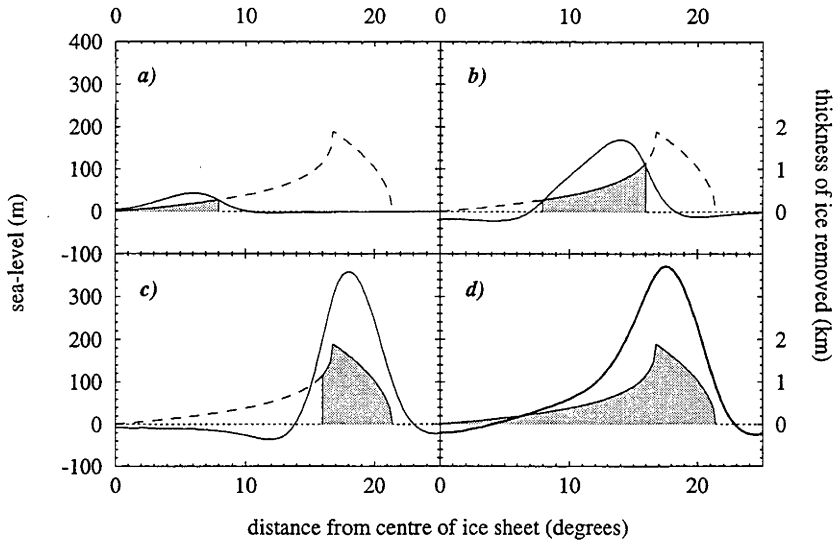 0 10 20 0 10 20
400
300
200
100
0
-100
300
200
100
0
-100
a)
b)
c)
d)
2
1
0
2
1
0
sea-level (m)
thickness of ice removed (km)
0 10 20 0 10 20
distance from centre of ice sheet (degrees)